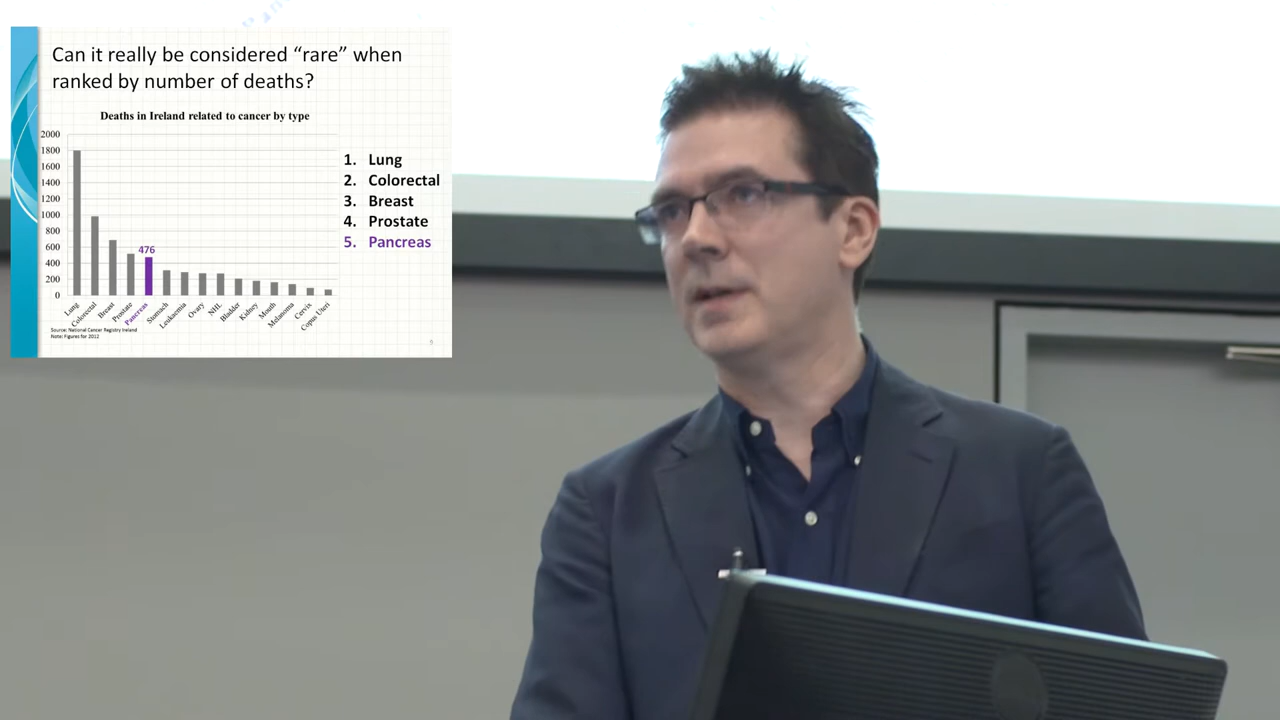 Can it really be considered “rare” when
ranked by number of deaths?
Deaths in Ireland related to cancer by type
2000
1800
1600
1400
1200
1000
800
600
400
200
0
476
Lung
Colorectal
Breast
Prostate
Pancreas
Stomach
Leukaemia
Ovary
NHL
Bladder
Kidney
Mouth
Melanoma
Cervix
Copus Uteri
1. Lung
2. Colorectal
3. Breast
4. Prostate
5. Pancreas
Source: National Cancer Registry Ireland
Note: Figures for 2012